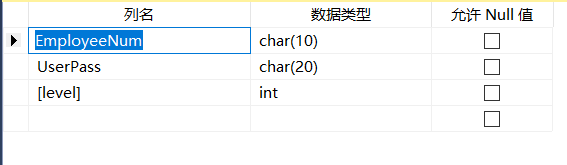 列名 数据类型 允许 Null 值
EmployeeNum char(10)
UserPass char(20)
[level] int